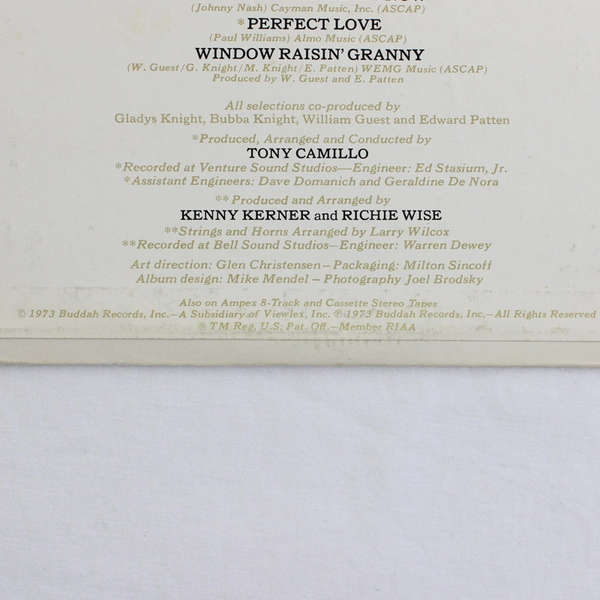 (Johnny Nash) Cayman Music, Inc. (ASCAP)
*PERFECT LOVE
(Paul Williams) Almo Music (ASCAP)
WINDOW RAISIN' GRANNY
(W. Guest/G. Knight/M. Knight/E. Patten) WEMG Music (ASCAP)
Produced by W. Guest and E. Patten
All selections co-produced by
Gladys Knight, Bubba Knight, William Guest and Edward Patten
*Produced, Arranged and Conducted by
TONY CAMILLO
*Recorded at Venture Sound Studios—Engineer: Ed Stasium, Jr.
*Assistant Engineers: Dave Domanich and Geraldine De Nora
**Produced and Arranged by
KENNY KERNER and RICHIE WISE
**Strings and Horns Arranged by Larry Wilcox
**Recorded at Bell Sound Studios—Engineer: Warren Dewey
Art direction: Glen Christensen—Packaging: Milton Sincoff
Album design: Mike Mendel—Photography Joel Brodsky
Also on Ampex 8-Track and Cassette Stereo Tapes
© 1973 Buddah Records, Inc.—A Subsidiary of Viewlex, Inc. ℗ 1973 Buddah Records, Inc.—All Rights Reserved
® TM Reg. U.S. Pat. Off.—Member RIAA